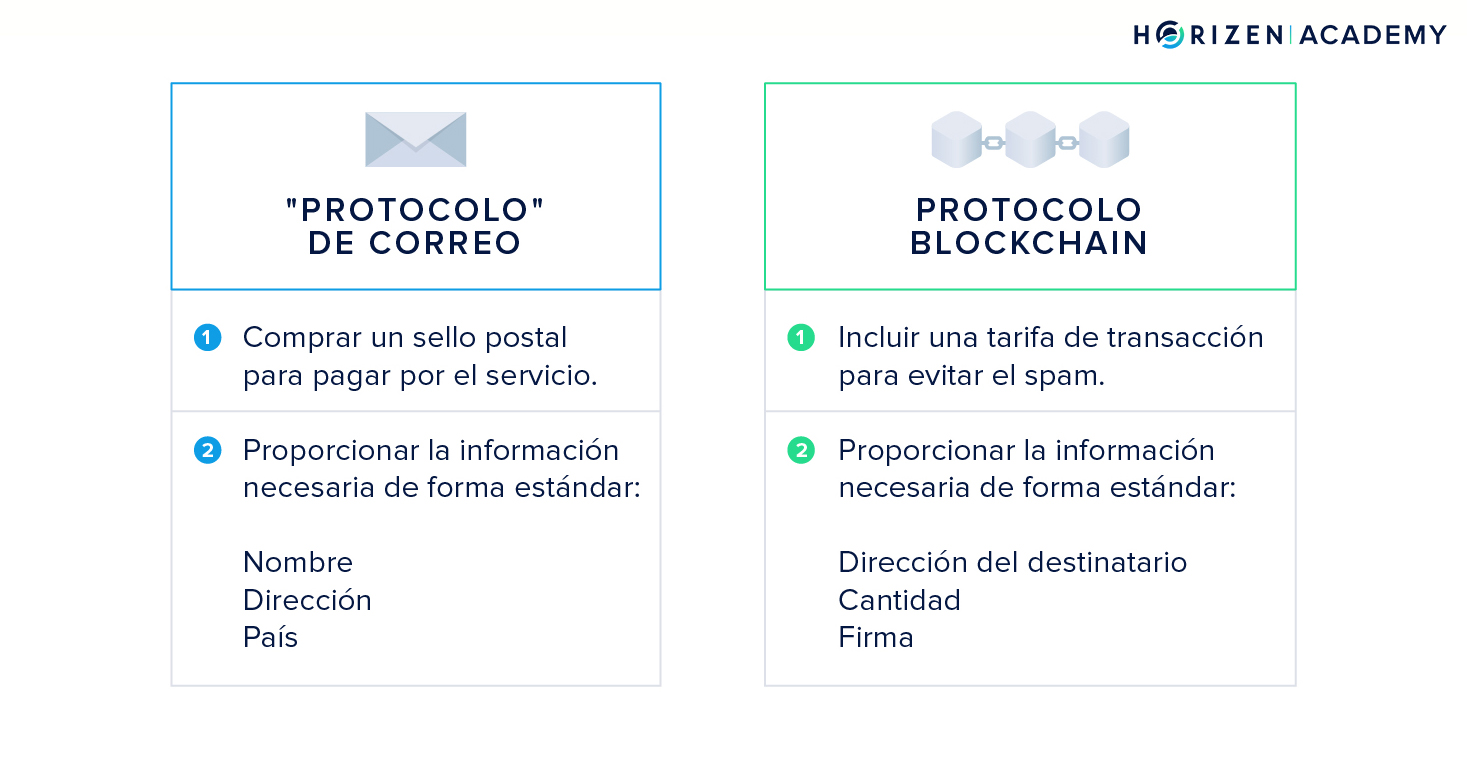 HORIZEN | ACADEMY
"PROTOCOLO"
DE CORREO
1 Comprar un sello postal
para pagar por el servicio.
2 Proporcionar la información
necesaria de forma estándar:
Nombre
Dirección
País
PROTOCOLO
BLOCKCHAIN
1 Incluir una tarifa de transacción
para evitar el spam.
2 Proporcionar la información
necesaria de forma estándar:
Dirección del destinatario
Cantidad
Firma